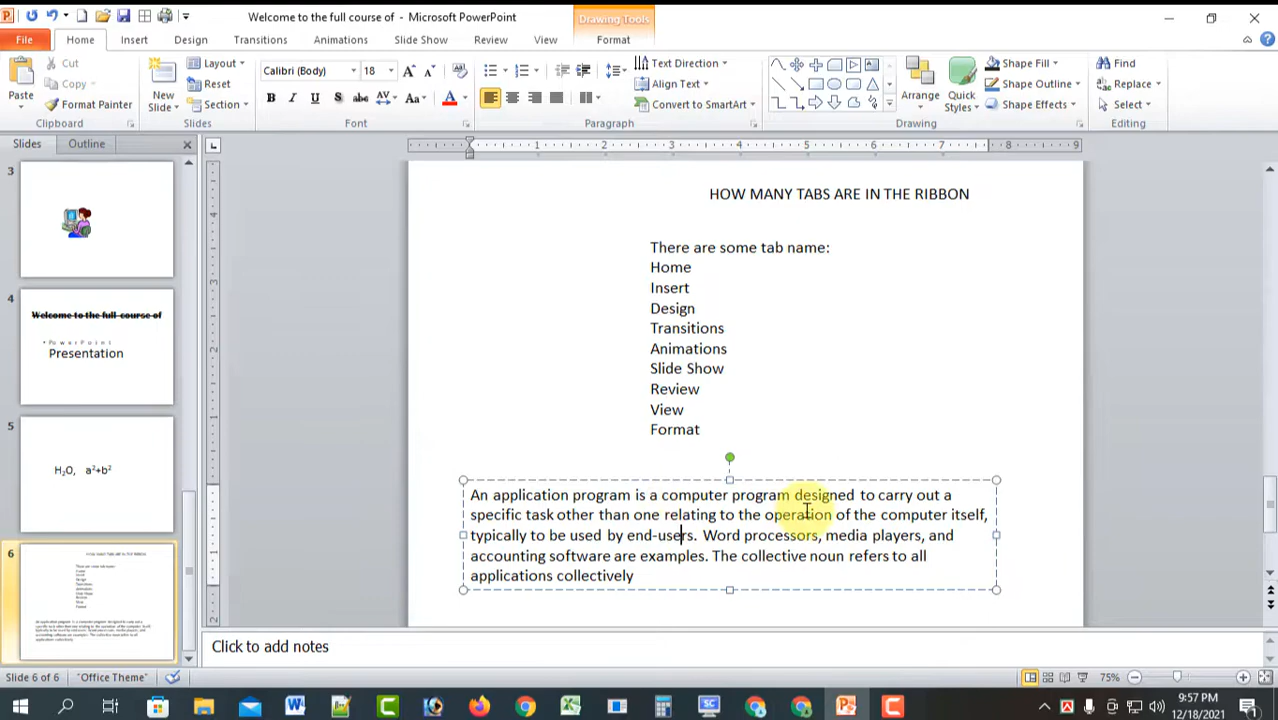 Welcome to the full course of - Microsoft PowerPoint
Drawing Tools
File Home Insert Design Transitions Animations Slide Show Review View Format
Paste
Cut
Copy
Format Painter
Clipboard
New Slide
Layout
Reset
Section
Slides
Calibri (Body) 18
Font
Paragraph
Text Direction
Align Text
Convert to SmartArt
Drawing
Arrange
Quick Styles
Shape Fill
Shape Outline
Shape Effects
Find
Replace
Select
Editing
Slides Outline
3
4
Welcome to the full course of
• PowerPoint
Presentation
5
H₂O, a²+b²
6
HOW MANY TABS ARE IN THE RIBBON
There are some tab name:
Home
Insert
Design
Transitions
Animations
Slide Show
Review
View
Format
An application program is a computer program designed to carry out a
specific task other than one relating to the operation of the computer itself,
typically to be used by end-users. Word processors, media players, and
accounting software are examples. The collective noun refers to all
applications collectively
Click to add notes
Slide 6 of 6 "Office Theme" 75%
9:57 PM
12/18/2021